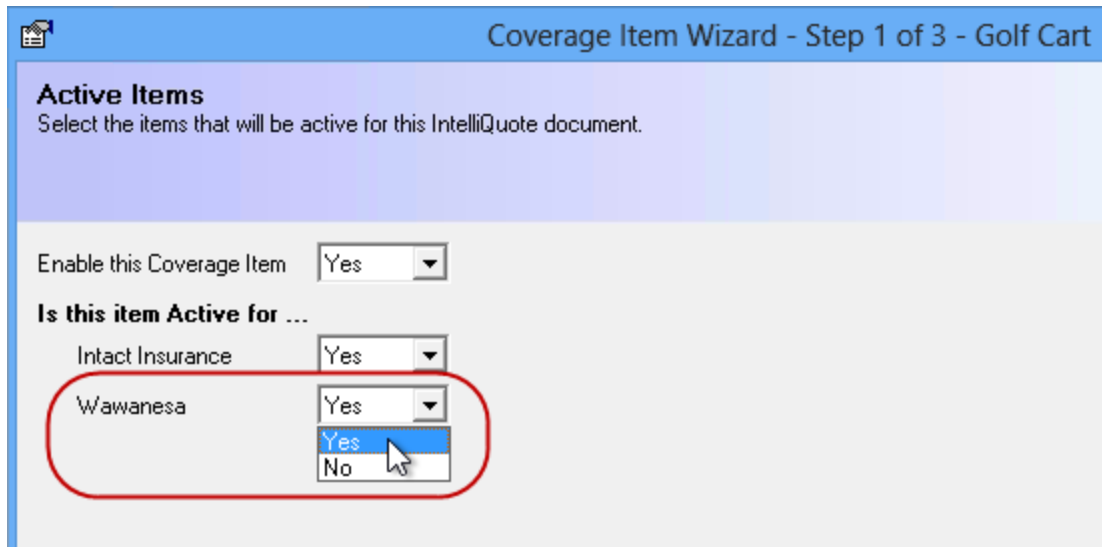 Coverage Item Wizard - Step 1 of 3 - Golf Cart
Active Items
Select the items that will be active for this IntelliQuote document.
Enable this Coverage Item Yes
Is this item Active for ...
Intact Insurance Yes
Wawanesa Yes
Yes
No